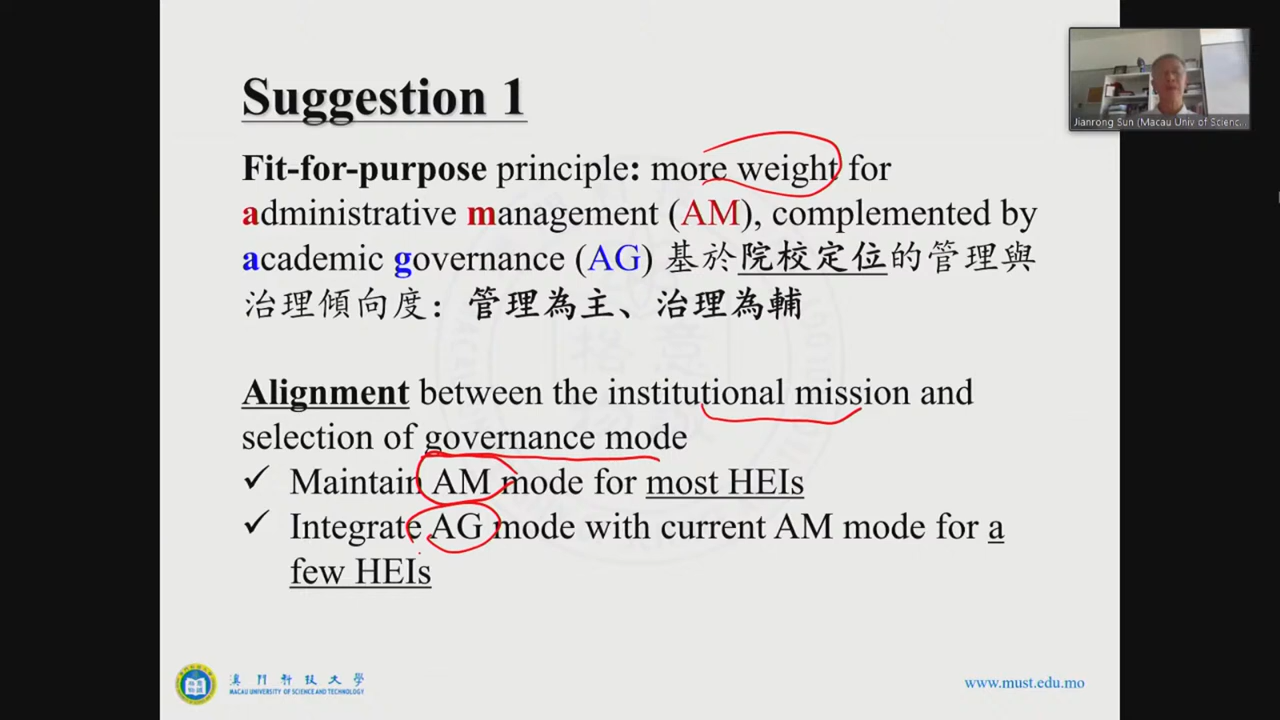 Suggestion 1
Fit-for-purpose principle: more weight for
administrative management (AM), complemented by
academic governance (AG) 基於院校定位的管理與
治理傾向度：管理為主、治理為輔
Alignment between the institutional mission and
selection of governance mode
✓ Maintain AM mode for most HEIs
✓ Integrate AG mode with current AM mode for a
few HEIs
澳門科技大學
MACAU UNIVERSITY OF SCIENCE AND TECHNOLOGY
www.must.edu.mo
Jianrong Sun (Macau Univ of Scienc...